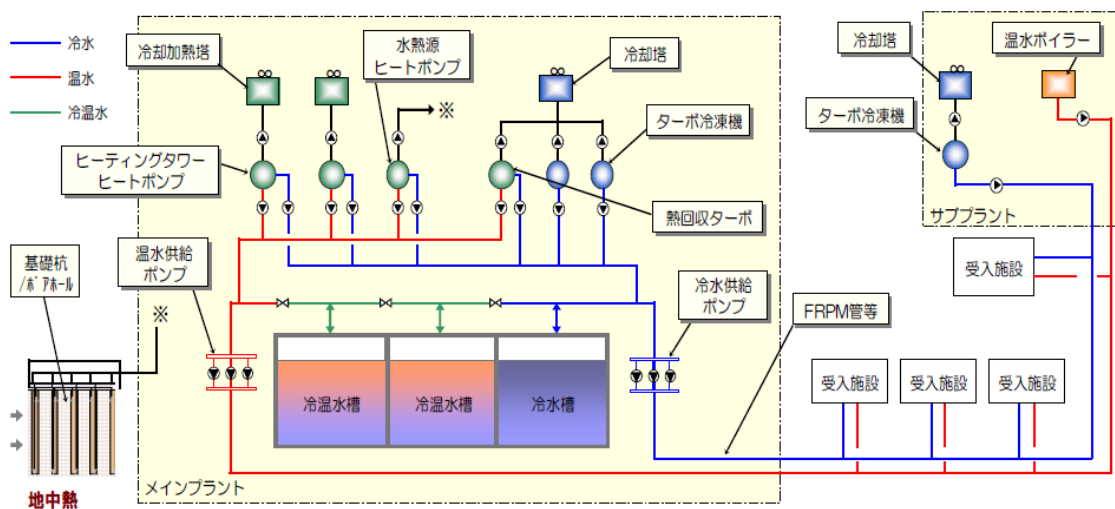 冷水
温水
冷温水
冷却加熱塔
水熱源
ヒートポンプ
冷却塔
※
ターボ冷凍機
ヒーティングタワー
ヒートポンプ
熱回収ターボ
温水供給
ポンプ
基礎杭
/ボアホール
※
冷水供給
ポンプ
FRPM管等
冷温水槽
冷温水槽
冷水槽
メインプラント
地中熱
冷却塔
温水ボイラー
ターボ冷凍機
サブプラント
受入施設
受入施設
受入施設
受入施設